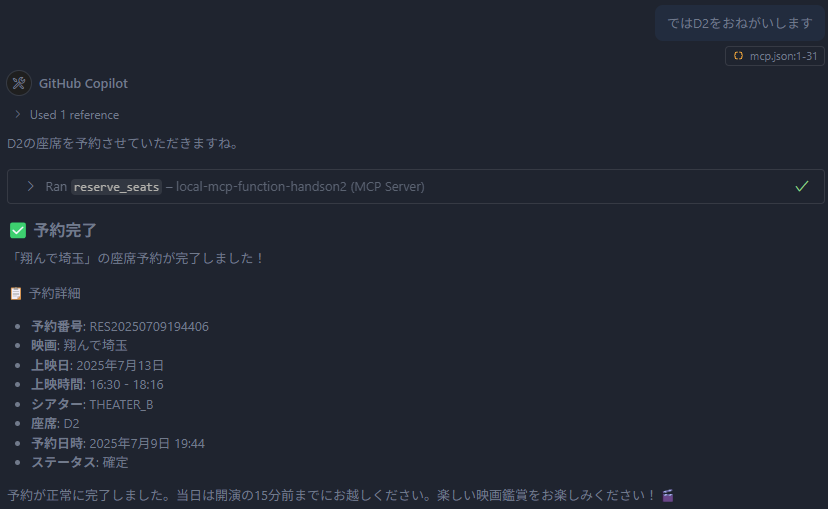 ではD2をおねがいします
mcp.json:1-31
GitHub Copilot
Used 1 reference
D2の座席を予約させていただきますね。
Ran reserve_seats – local-mcp-function-handson2 (MCP Server)
予約完了
「翔んで埼玉」の座席予約が完了しました！
予約詳細
予約番号: RES20250709194406
映画: 翔んで埼玉
上映日: 2025年7月13日
上映時間: 16:30 - 18:16
シアター: THEATER_B
座席: D2
予約日時: 2025年7月9日 19:44
ステータス: 確定
予約が正常に完了しました。当日は開演の15分前までにお越しください。楽しい映画鑑賞をお楽しみください！